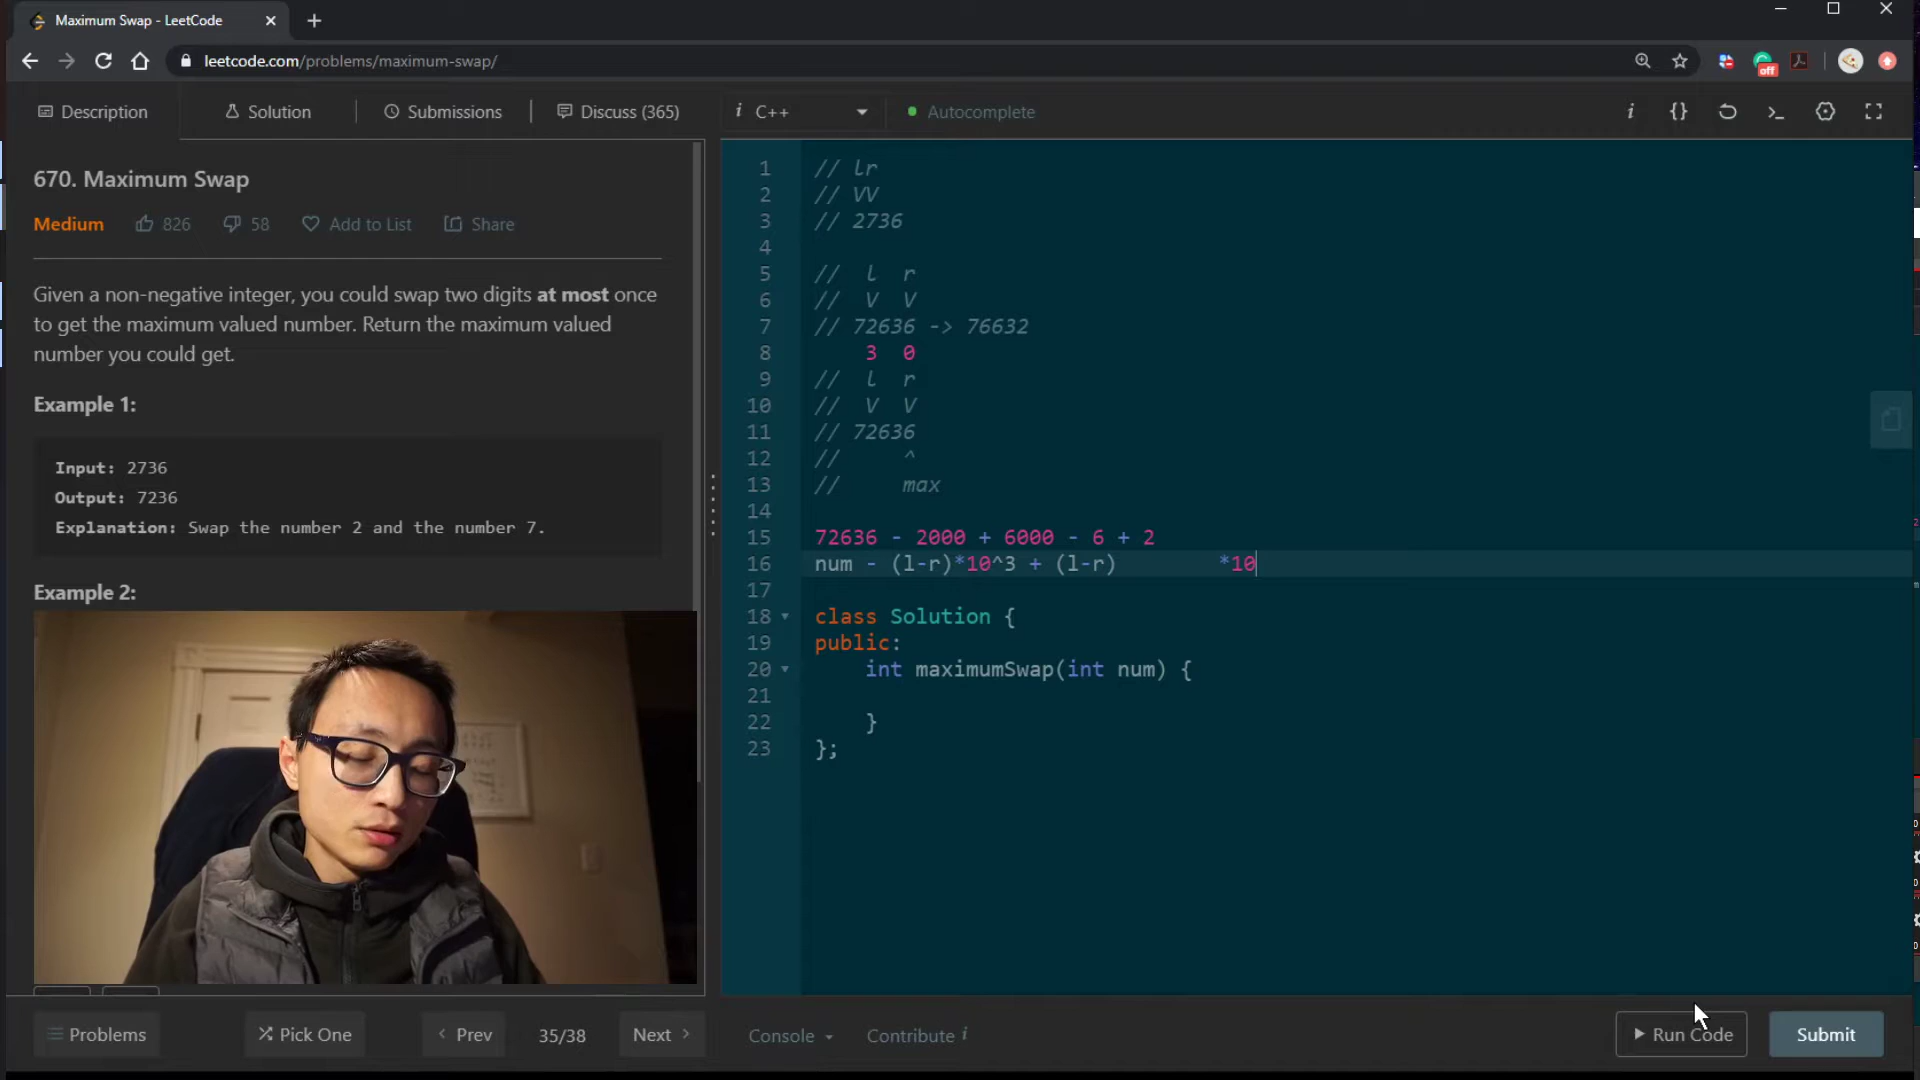 Maximum Swap - LeetCode
leetcode.com/problems/maximum-swap/
off
Description
Solution
Submissions
Discuss (365)
i C++
Autocomplete
i {}
670. Maximum Swap
Medium 826 58 Add to List Share
Given a non-negative integer, you could swap two digits at most once
to get the maximum valued number. Return the maximum valued
number you could get.
Example 1:
Input: 2736
Output: 7236
Explanation: Swap the number 2 and the number 7.
Example 2:
1 // lr
2 // VV
3 // 2736
4
5 // l r
6 // V V
7 // 72636 -> 76632
8 3 0
9 // l r
10 // V V
11 // 72636
12 // ^
13 // max
14
15 72636 - 2000 + 6000 - 6 + 2
16 num - (l-r)*10^3 + (l-r) *10
17
18 class Solution {
19 public:
20 int maximumSwap(int num) {
21
22 }
23 };
Problems
Pick One
Prev
35/38
Next
Console
Contribute i
Run Code
Submit